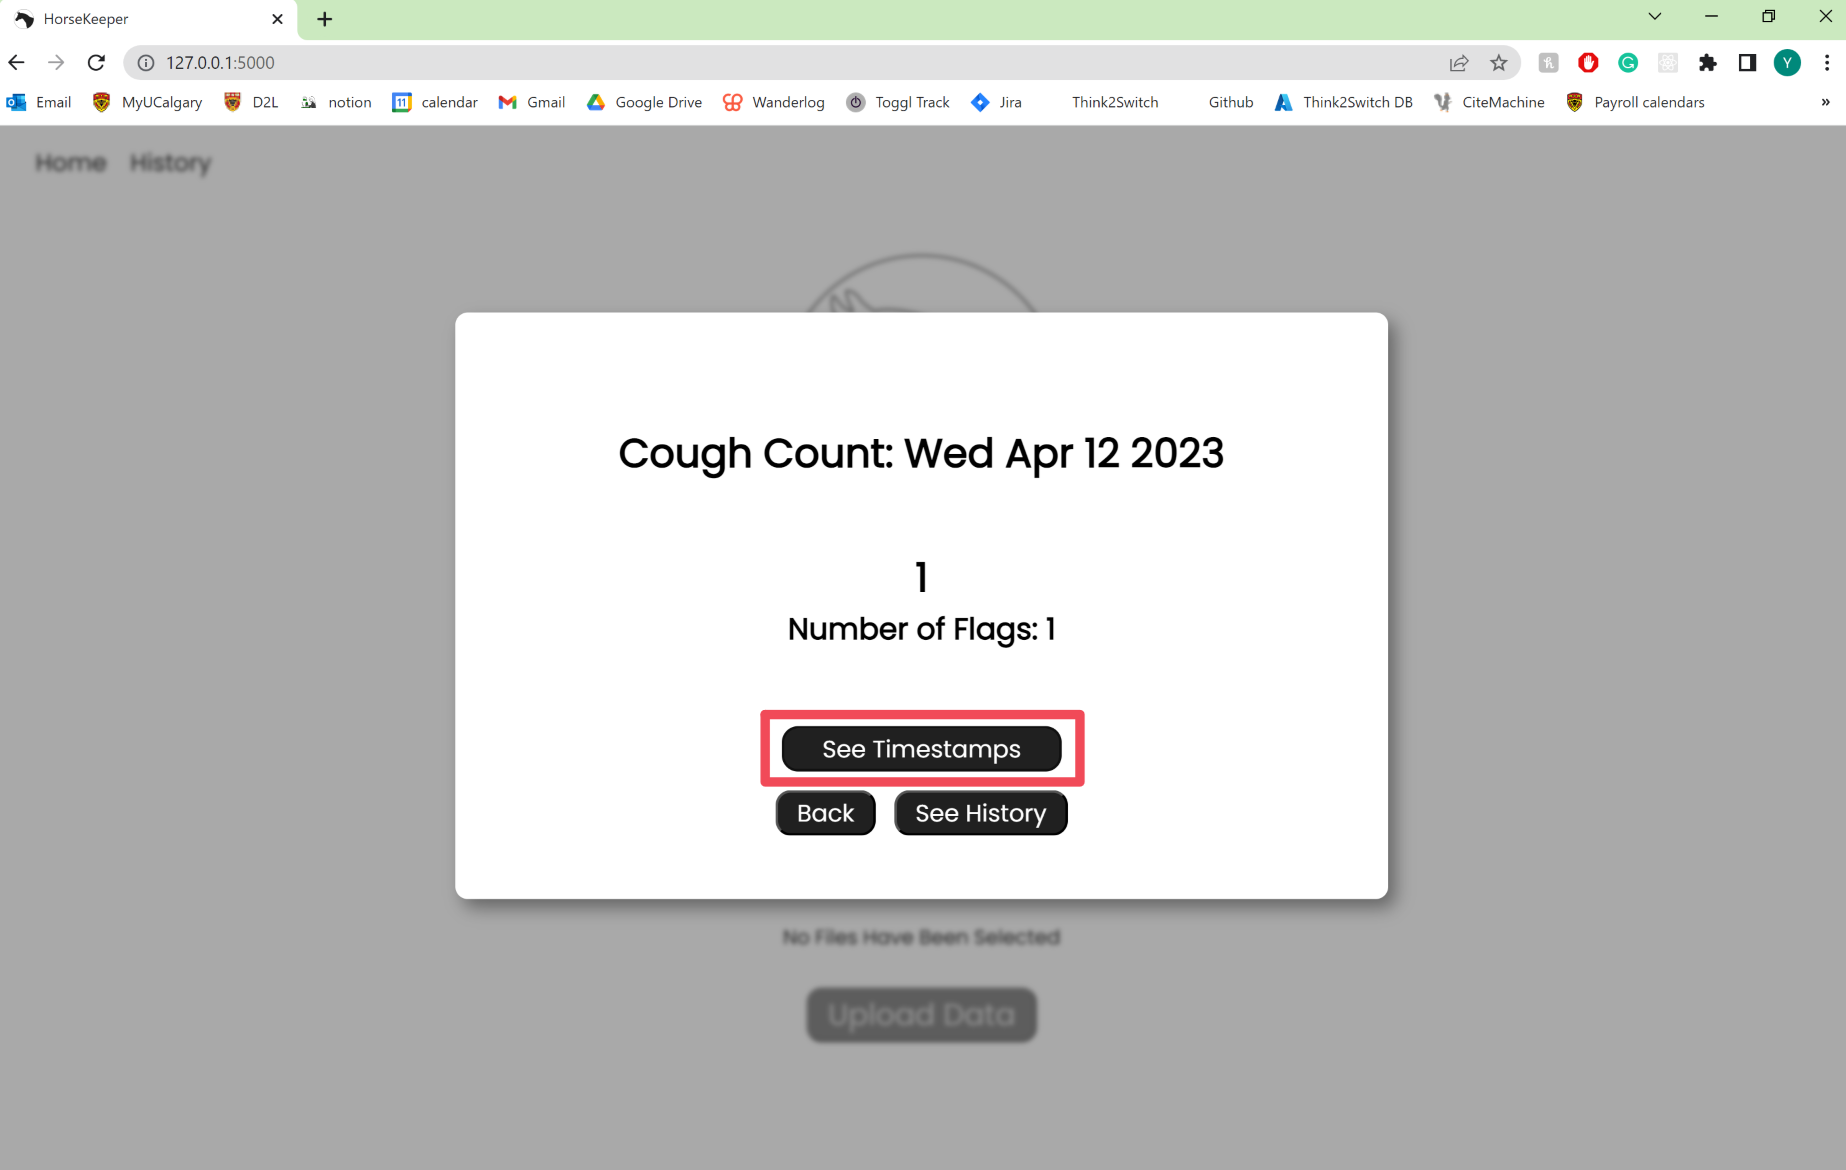 HorseKeeper
127.0.0.1:5000
Y
Email MyUCalgary D2L notion 11 calendar Gmail Google Drive Wanderlog Toggl Track Jira Think2Switch Github Think2Switch DB CiteMachine Payroll calendars »
Home History
Cough Count: Wed Apr 12 2023
1
Number of Flags: 1
See Timestamps
Back See History
No Files Have Been Selected
Upload Data